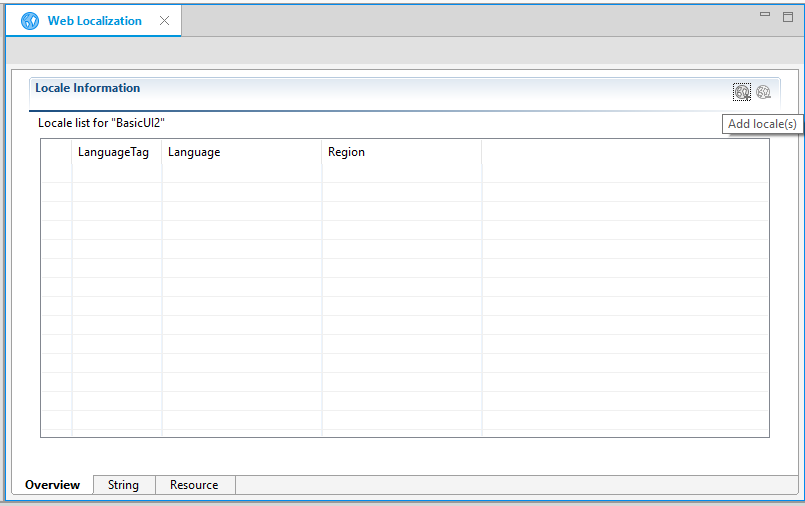 Web Localization
Locale Information
Add locale(s)
Locale list for "BasicUI2"
LanguageTag Language Region
Overview String Resource